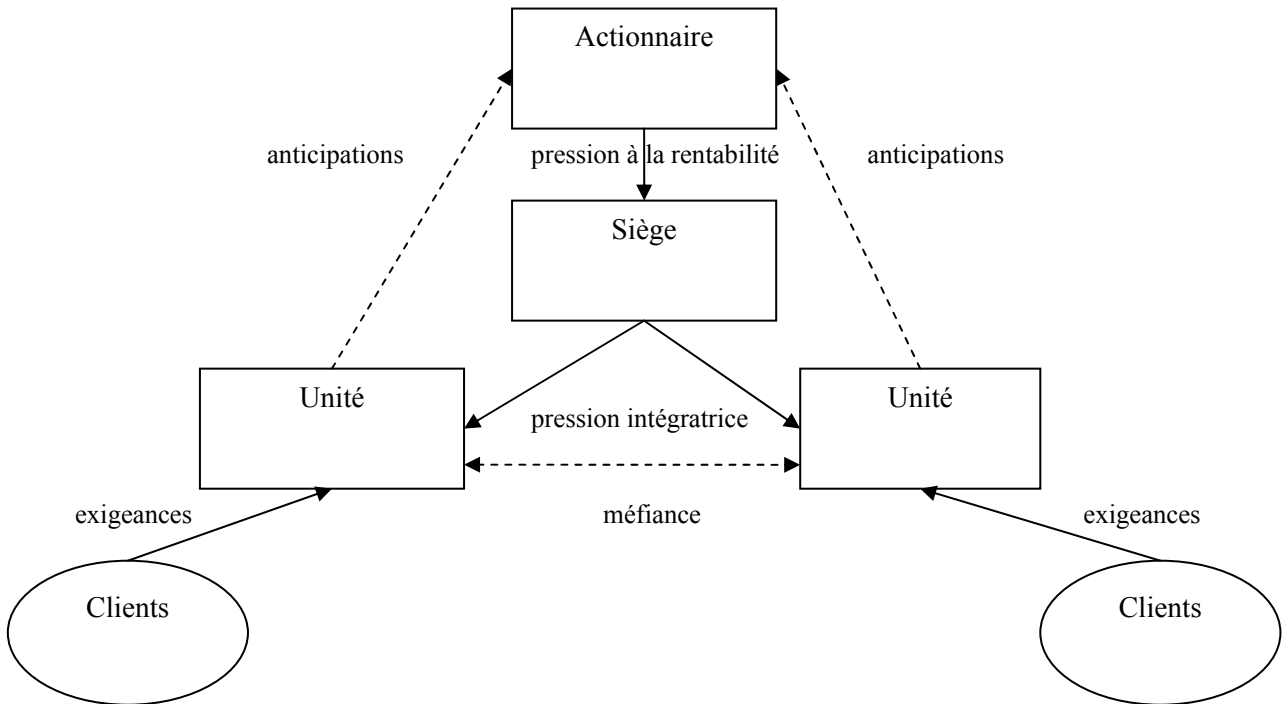 Actionnaire
anticipations
pression à la rentabilité
anticipations
Siège
Unité
Unité
pression intégratrice
exigeances
méfiance
exigeances
Clients
Clients